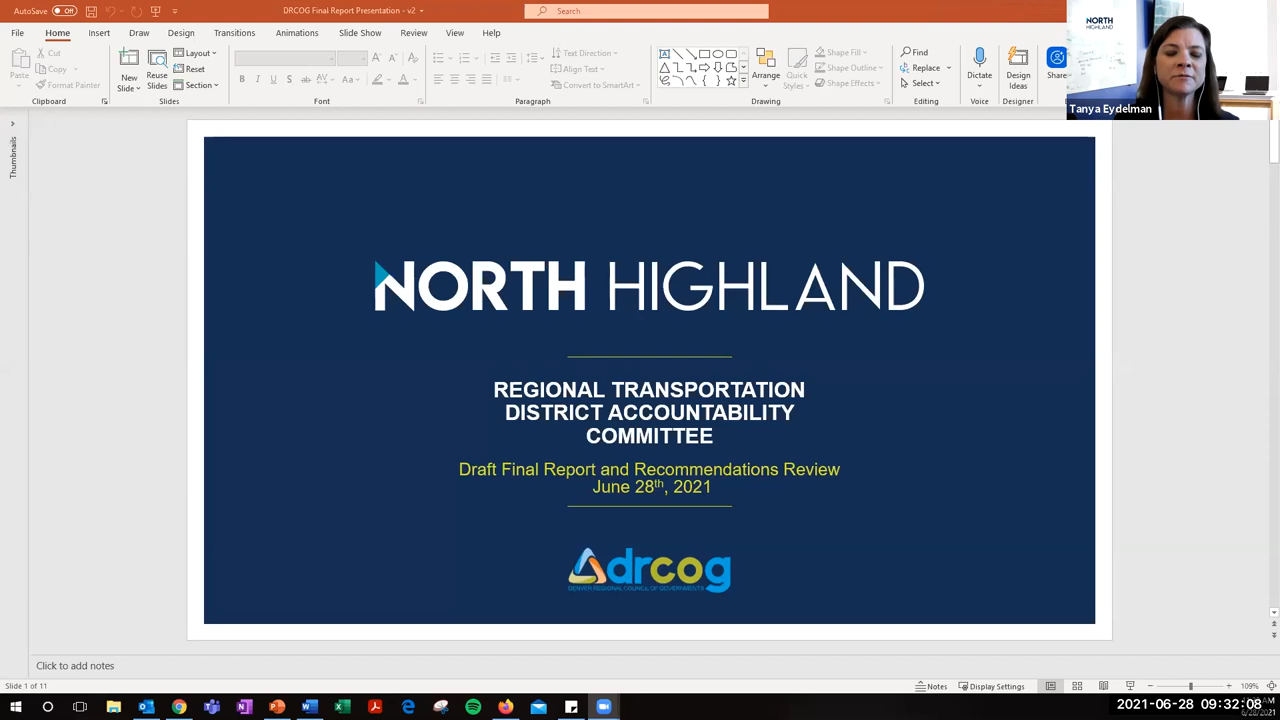 AutoSave Off
DRCOG Final Report Presentation - v2
Search
File Home Insert Draw Design Transitions Animations Slide Show Review View Help
Paste
Cut
Copy
Format Painter
Clipboard
New Slide
Reuse Slides
Layout
Reset
Section
Slides
Font
Text Direction
Align Text
Convert to SmartArt
Paragraph
Arrange
Quick Styles
Shape Fill
Shape Outline
Shape Effects
Drawing
Find
Replace
Select
Editing
Dictate
Voice
Design Ideas
Designer
Share
NORTH
HIGHLAND
Tanya Eydelman
Thumbnails
NORTH HIGHLAND
REGIONAL TRANSPORTATION
DISTRICT ACCOUNTABILITY
COMMITTEE
Draft Final Report and Recommendations Review
June 28th, 2021
drcog
DENVER REGIONAL COUNCIL OF GOVERNMENTS
Click to add notes
Slide 1 of 11
Notes
Display Settings
109%
2021-06-28 09:32:08
6/28/2021